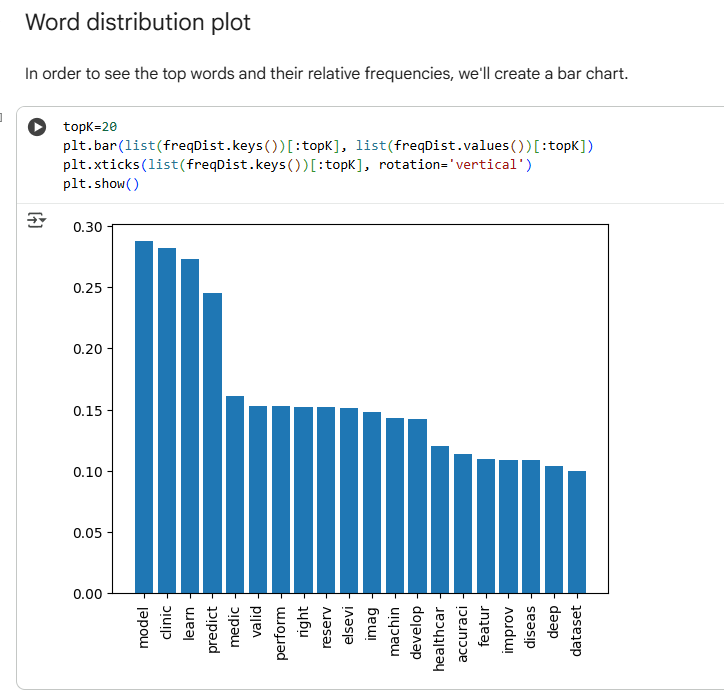 Word distribution plot
In order to see the top words and their relative frequencies, we'll create a bar chart.
topK=20
plt.bar(list(freqDist.keys())[:topK], list(freqDist.values())[:topK])
plt.xticks(list(freqDist.keys())[:topK], rotation='vertical')
plt.show()
0.30
0.25
0.20
0.15
0.10
0.05
0.00
model
clinic
learn
predict
medic
valid
perform
right
reserv
elsevi
imag
machin
develop
healthcar
accuraci
featur
improv
diseas
deep
dataset